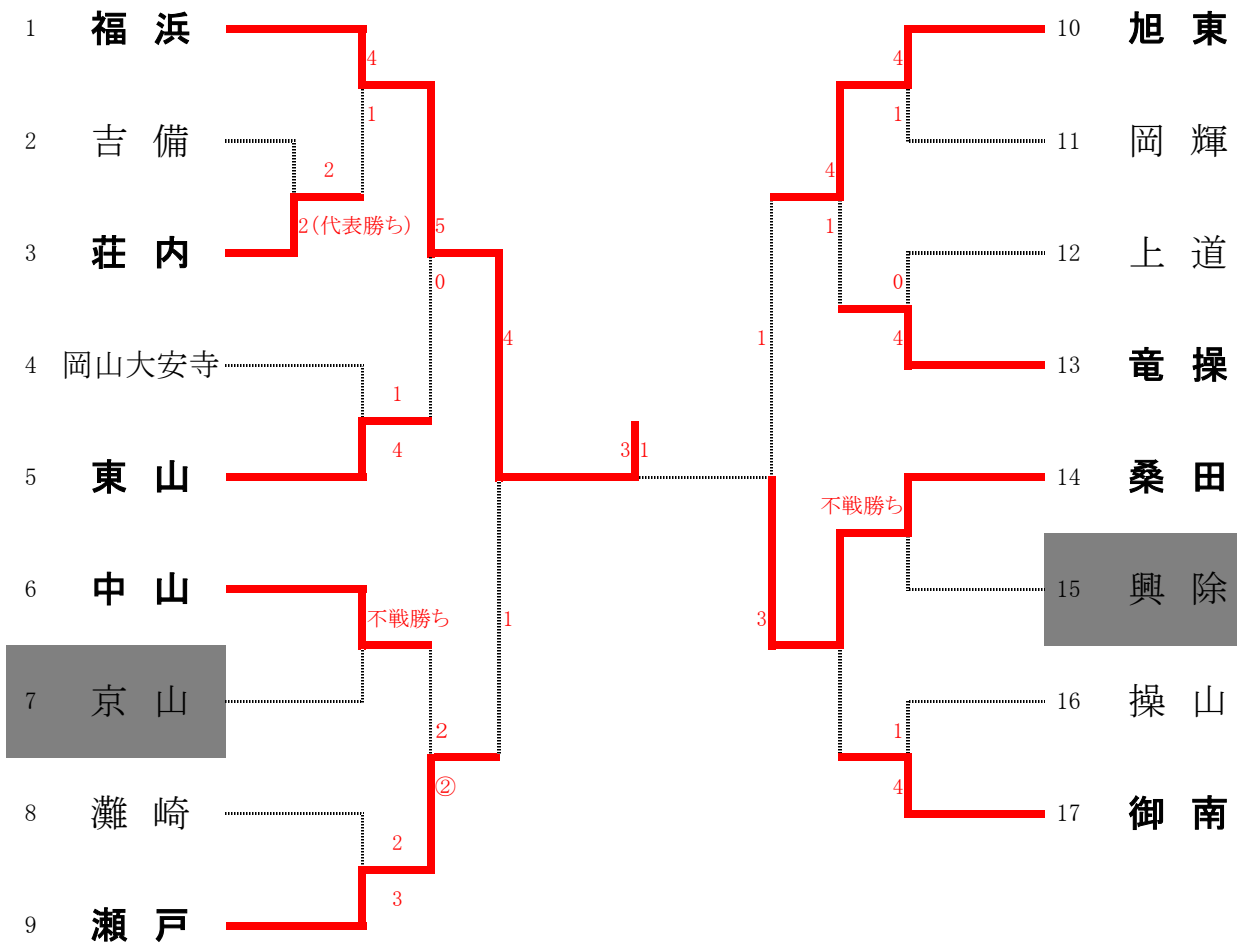 1 福浜
4
1
2 吉備
2
2(代表勝ち)
3 荘内
5
0
4 岡山大安寺
1
4
5 東山
4
1
6 中山
不戦勝ち
7 京山
2
②
8 灘崎
2
3
9 瀬戸
3 1
10 旭東
4
1
11 岡輝
4
1
12 上道
0
4
13 竜操
1
3
14 桑田
不戦勝ち
15 興除
16 操山
1
4
17 御南